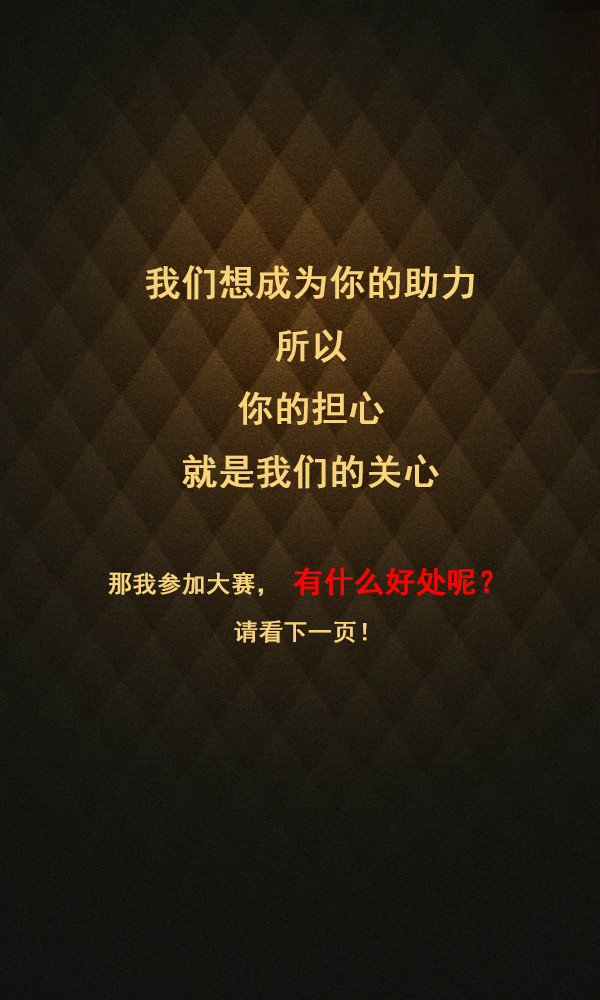 我们想成为你的助力
所以
你的担心
就是我们的关心
那我参加大赛，有什么好处呢？
请看下一页！